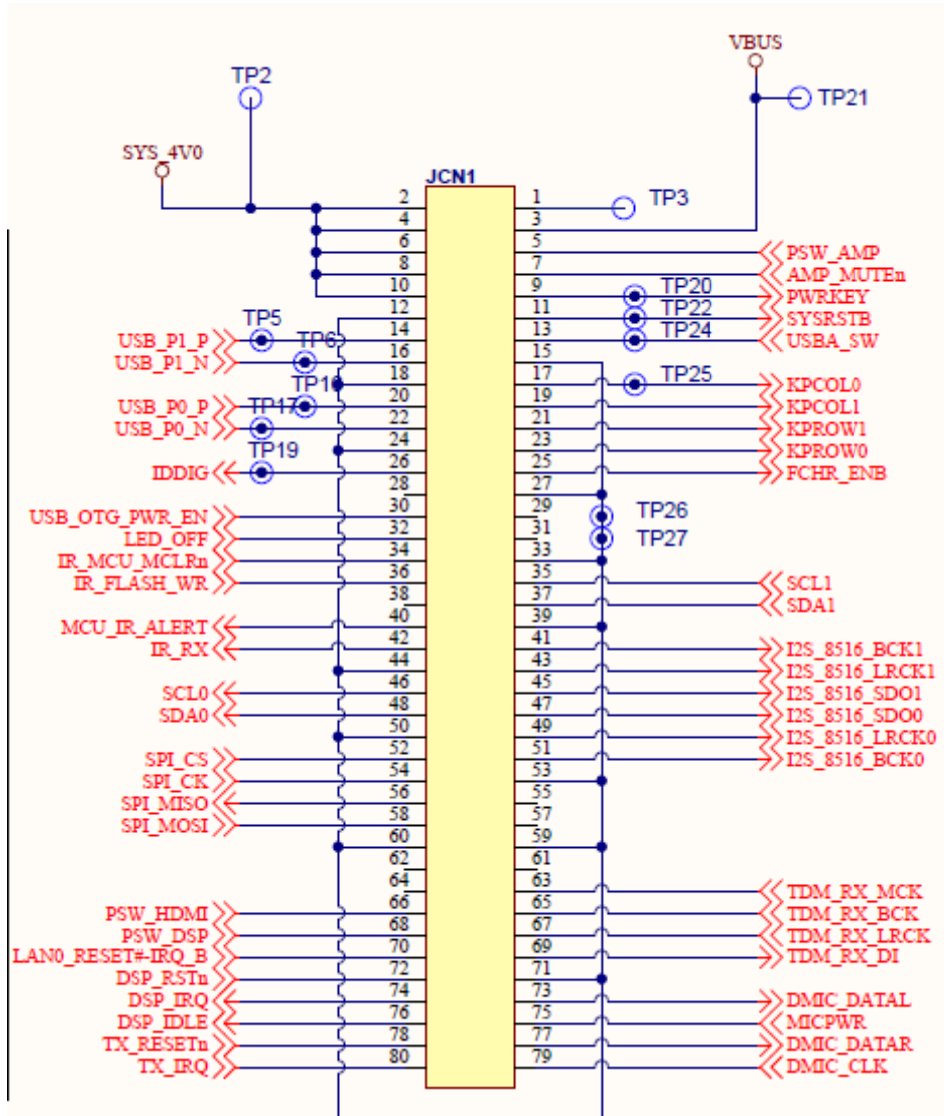 VBUS
TP2
TP21
SYS_4V0
JCN1
2 1 TP3
4 3
6 5 PSW_AMP
8 7 AMP_MUTEn
TP20
10 9 PWRKEY
TP22
12 11 SYSRSTB
TP5 TP24
USB_P1_P 14 13 USBA_SW
TP6
USB_P1_N 16 15
TP25
18 17 KPCOL0
USB_P0_P 20 19 KPCOL1
TP17
USB_P0_N 22 21 KPROW1
24 23 KPROW0
TP19
IDDIG 26 25 FCHR_ENB
28 27
USB_OTG_PWR_EN 30 29 TP26
LED_OFF 32 31 TP27
IR_MCU_MCLRn 34 33
IR_FLASH_WR 36 35 SCL1
38 37 SDA1
MCU_IR_ALERT 40 39
IR_RX 42 41 I2S_8516_BCK1
44 43 I2S_8516_LRCK1
SCL0 46 45 I2S_8516_SDO1
SDA0 48 47 I2S_8516_SDO0
50 49 I2S_8516_LRCK0
SPI_CS 52 51 I2S_8516_BCK0
SPI_CK 54 53
SPI_MISO 56 55
SPI_MOSI 58 57
60 59
62 61
64 63 TDM_RX_MCK
PSW_HDMI 66 65 TDM_RX_BCK
PSW_DSP 68 67 TDM_RX_LRCK
LAN0_RESET#-IRQ_B 70 69 TDM_RX_DI
DSP_RSTn 72 71
DSP_IRQ 74 73 DMIC_DATAL
DSP_IDLE 76 75 MICPWR
TX_RESETn 78 77 DMIC_DATAR
TX_IRQ 80 79 DMIC_CLK